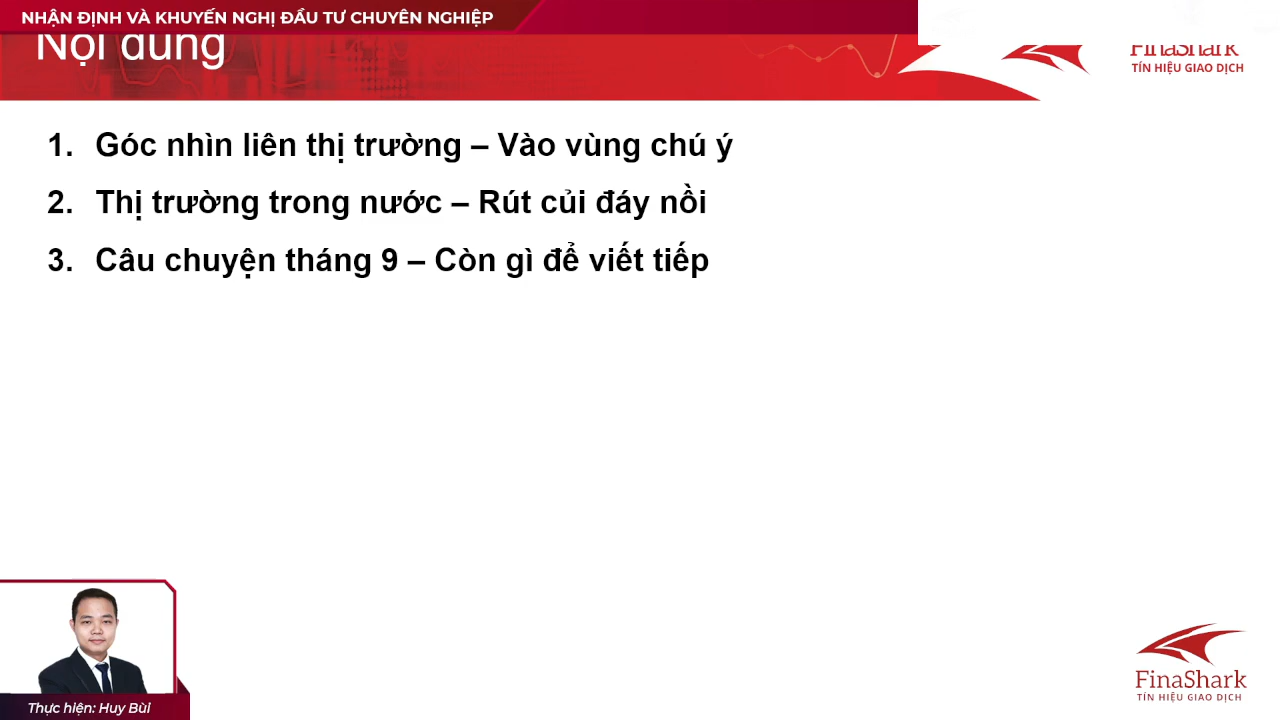 NHẬN ĐỊNH VÀ KHUYẾN NGHỊ ĐẦU TƯ CHUYÊN NGHIỆP
Nội dung
FinaShark
TÍN HIỆU GIAO DỊCH
1. Góc nhìn liên thị trường – Vào vùng chú ý
2. Thị trường trong nước – Rút củi đáy nồi
3. Câu chuyện tháng 9 – Còn gì để viết tiếp
FinaShark
TÍN HIỆU GIAO DỊCH
Thực hiện: Huy Bùi